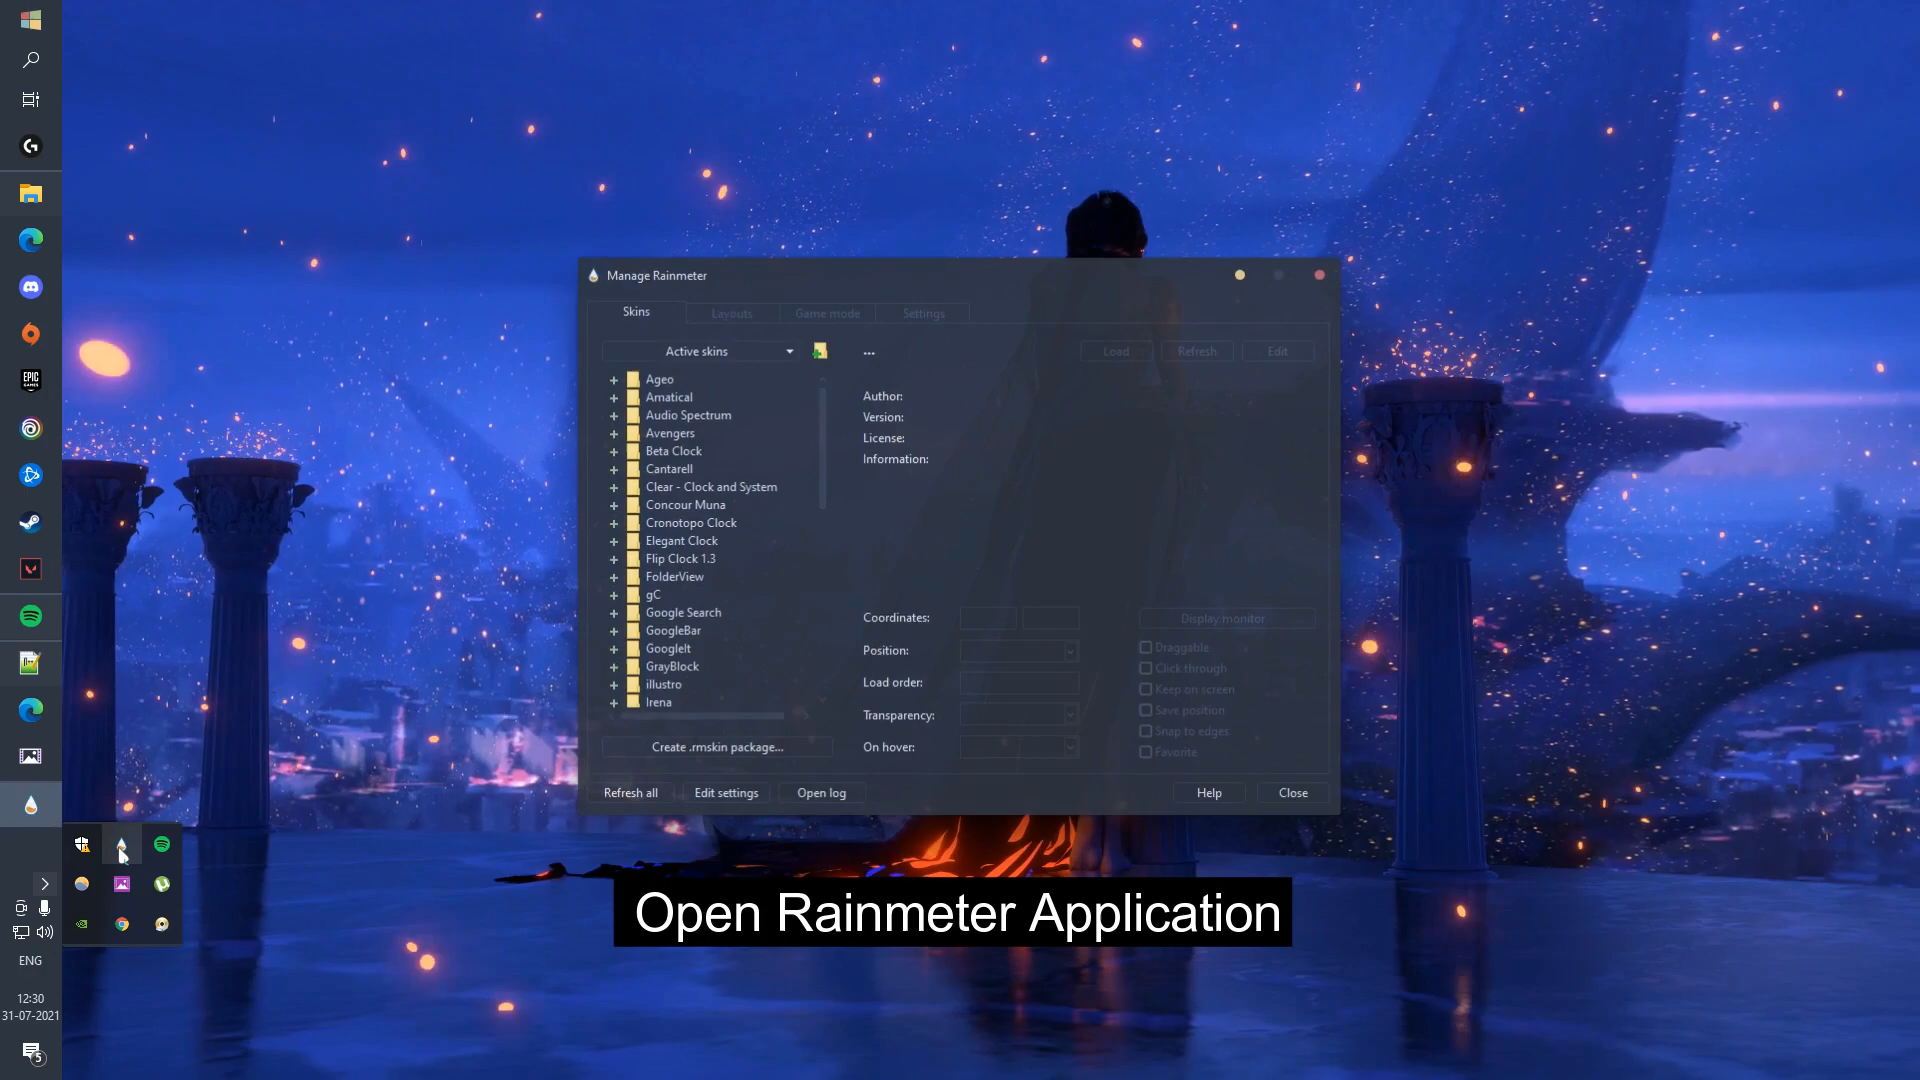 Manage Rainmeter
Skins
Layouts
Game mode
Settings
Active skins
...
Load
Refresh
Edit
Ageo
Amatical
Audio Spectrum
Avengers
Beta Clock
Cantarell
Clear - Clock and System
Concour Muna
Cronotopo Clock
Elegant Clock
Flip Clock 1.3
FolderView
gC
Google Search
GoogleBar
GoogleIt
GrayBlock
illustro
Irena
Author:
Version:
License:
Information:
Coordinates:
Position:
Load order:
Transparency:
On hover:
Display monitor
Draggable
Click through
Keep on screen
Save position
Snap to edges
Favorite
Create .rmskin package...
Refresh all
Edit settings
Open log
Help
Close
Open Rainmeter Application
EPIC
GAMES
ENG
12:30
31-07-2021
5